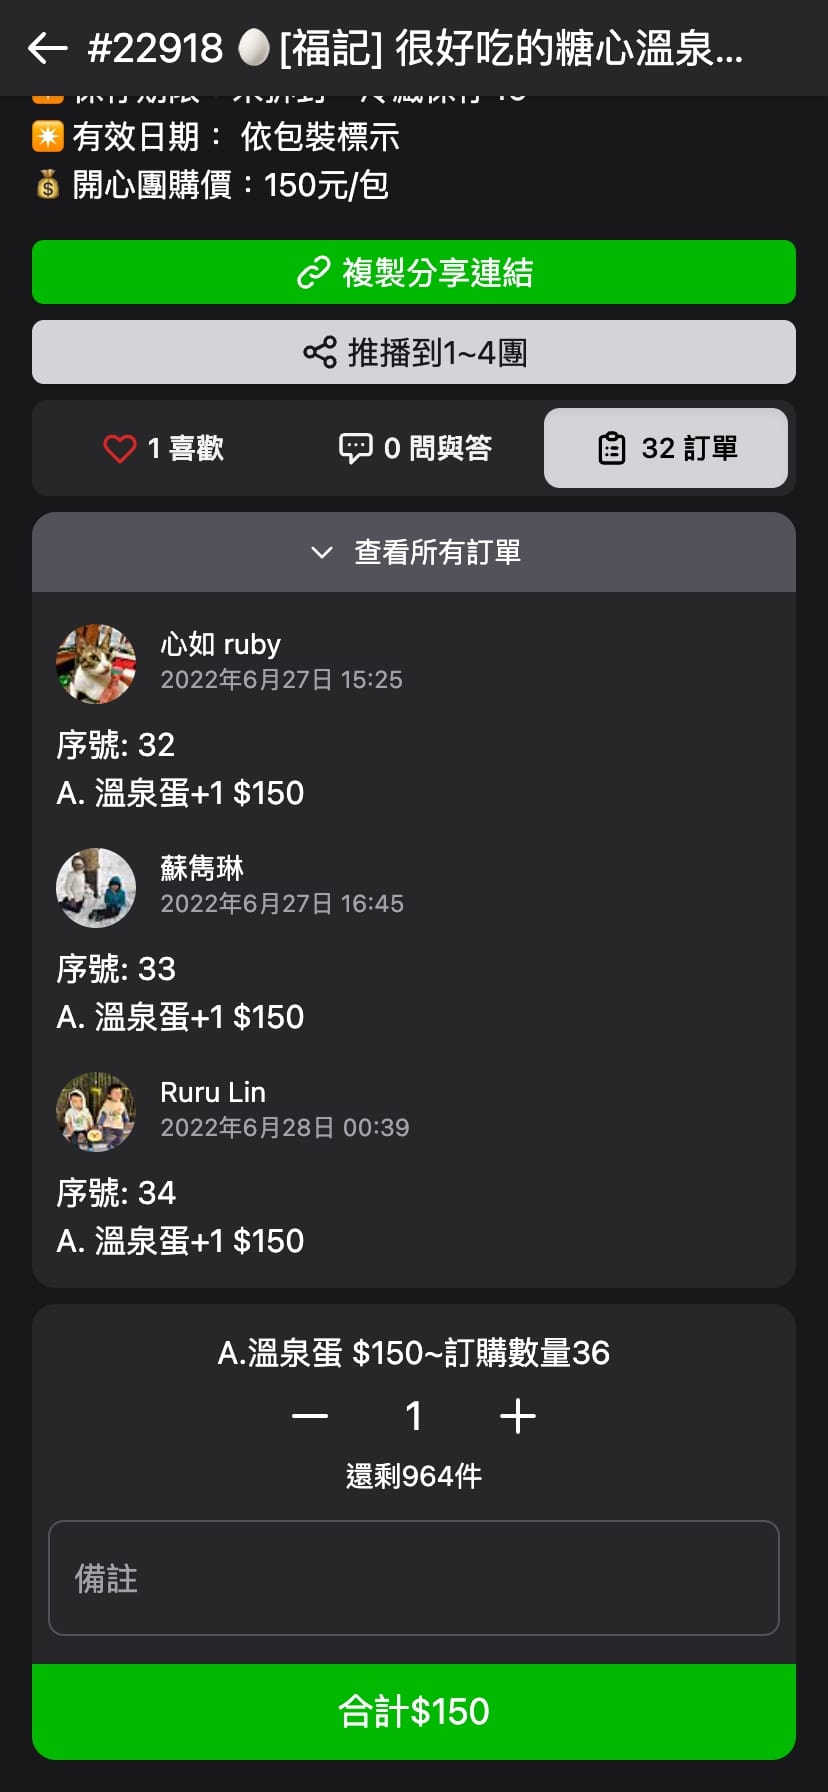 #22918 🥚[福記] 很好吃的糖心溫泉...
有效日期： 依包裝標示
開心團購價：150元/包
複製分享連結
推播到1~4團
1 喜歡
0 問與答
32 訂單
查看所有訂單
心如 ruby
2022年6月27日 15:25
序號: 32
A. 溫泉蛋+1 $150
蘇雋琳
2022年6月27日 16:45
序號: 33
A. 溫泉蛋+1 $150
Ruru Lin
2022年6月28日 00:39
序號: 34
A. 溫泉蛋+1 $150
A.溫泉蛋 $150~訂購數量36
1
還剩964件
備註
合計$150